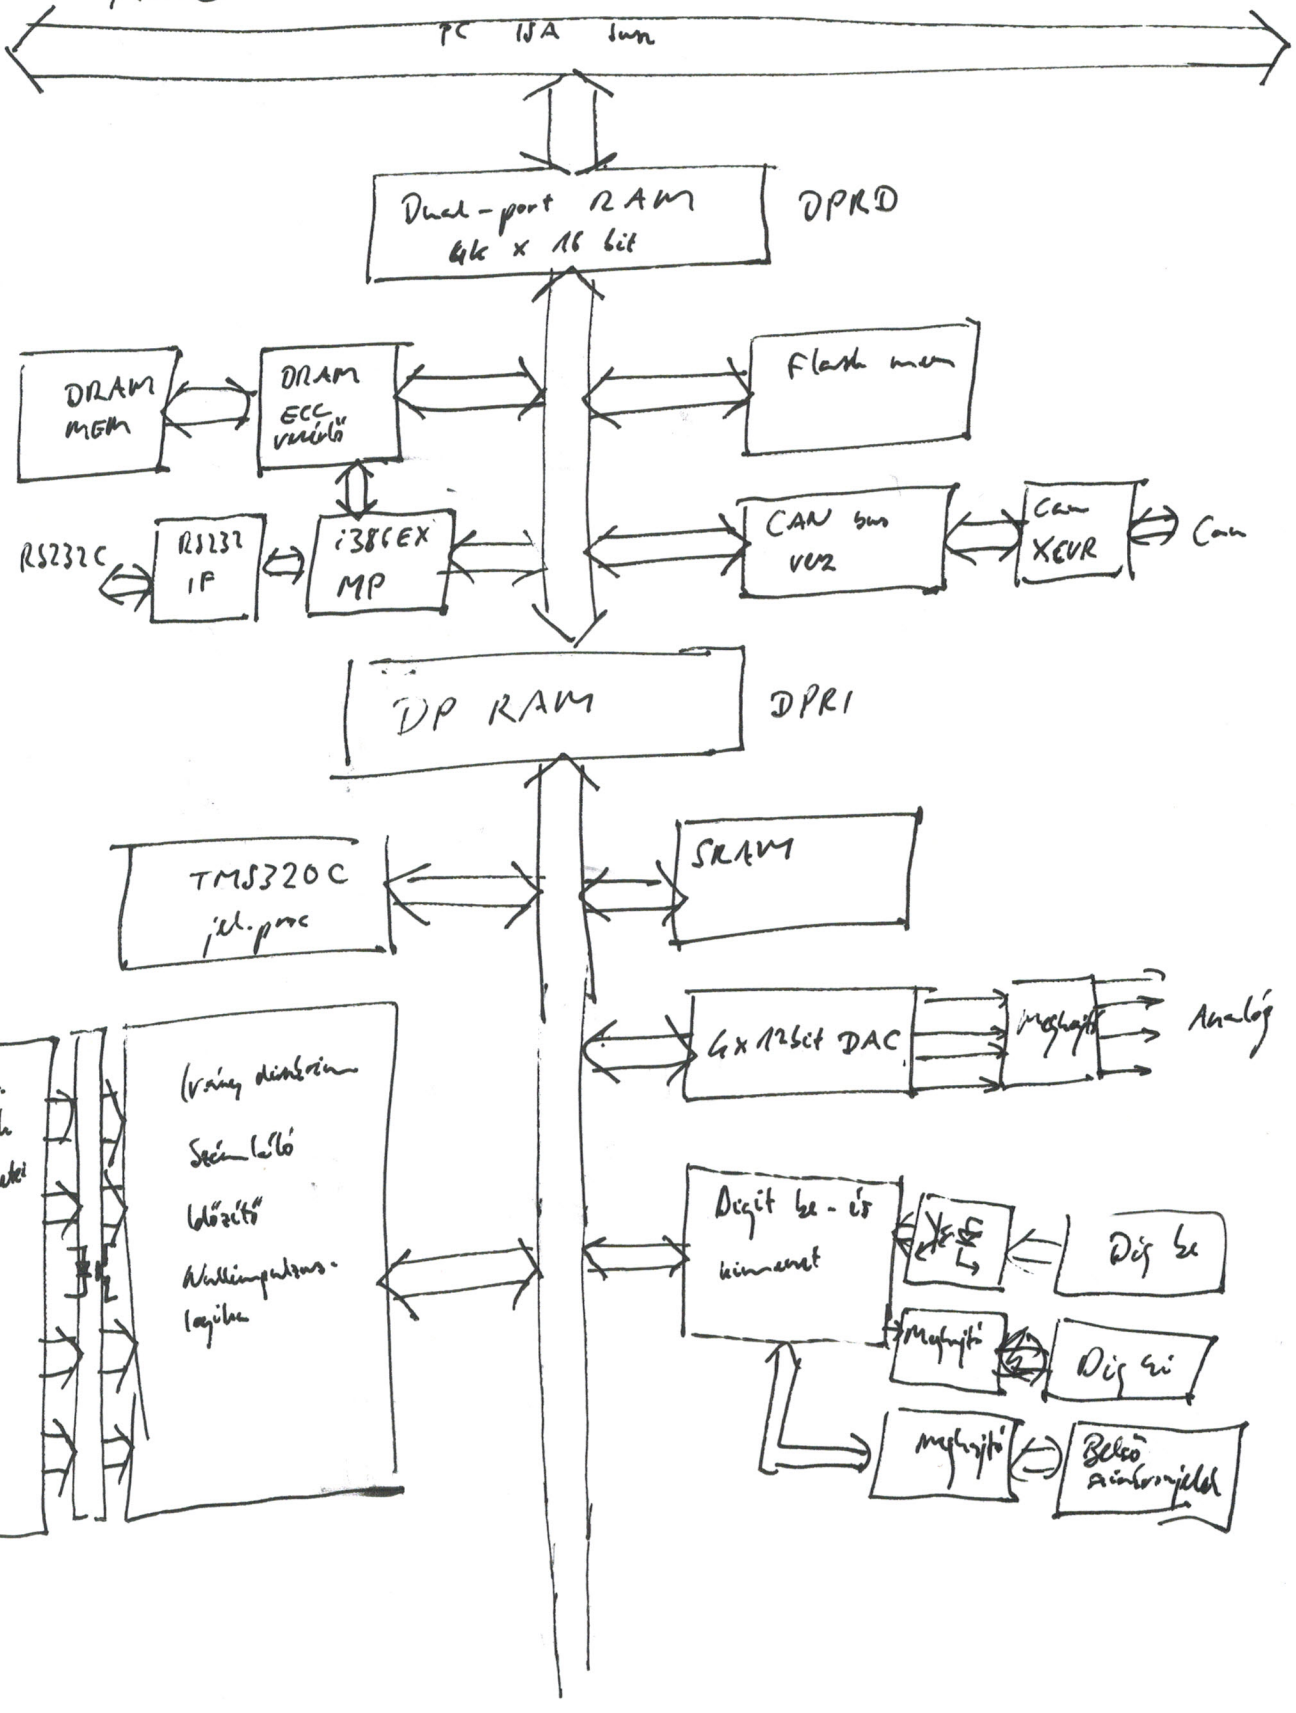 PC ISA busz
Dual-port RAM
4k x 16 bit
DPRD
DRAM
MEM
DRAM
ECC
vezérlő
Flash mem
RS232C
RS232
IF
i386EX
MP
CAN bus
vez
Can
XCVR
Can
DP RAM
DPRI
TMS320C
jel.proc
SRAM
4x12bit DAC
Meghajtó
Analóg
Irány diszkrim
Számláló
Időzítő
Nullimpulzus-
logika
Digit be- és
kimenet
Dig be
Meghajtó
Dig ki
Meghajtó
Belső
szinkronjelek